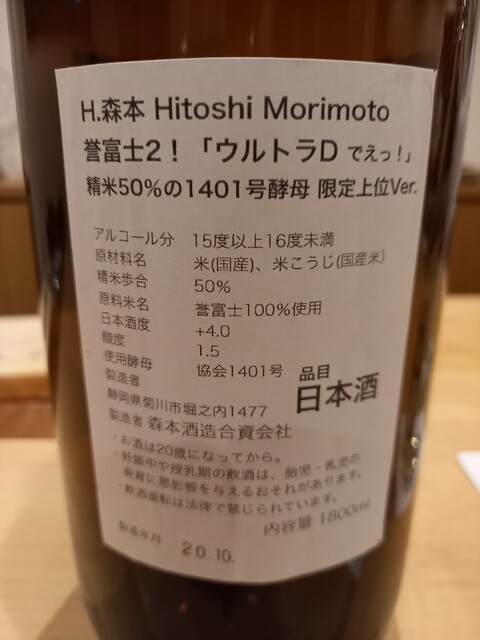 H.森本 Hitoshi Morimoto
誉富士2！「ウルトラD でえっ！」
精米50%の1401号酵母 限定上位Ver.
アルコール分 15度以上16度未満
原材料名 米(国産)、米こうじ(国産米)
精米歩合 50%
原料米名 誉富士100%使用
日本酒度 +4.0
酸度 1.5
使用酵母 協会1401号
品目
日本酒
製造者
静岡県菊川市堀之内1477
製造者 森本酒造合資会社
・お酒は20歳になってから。
・妊娠中や授乳期の飲酒は、胎児・乳児の
発育に悪影響を与えるおそれがあります。
・飲酒運転は法律で禁じられています。
内容量 1800ml
製造年月 20.10.